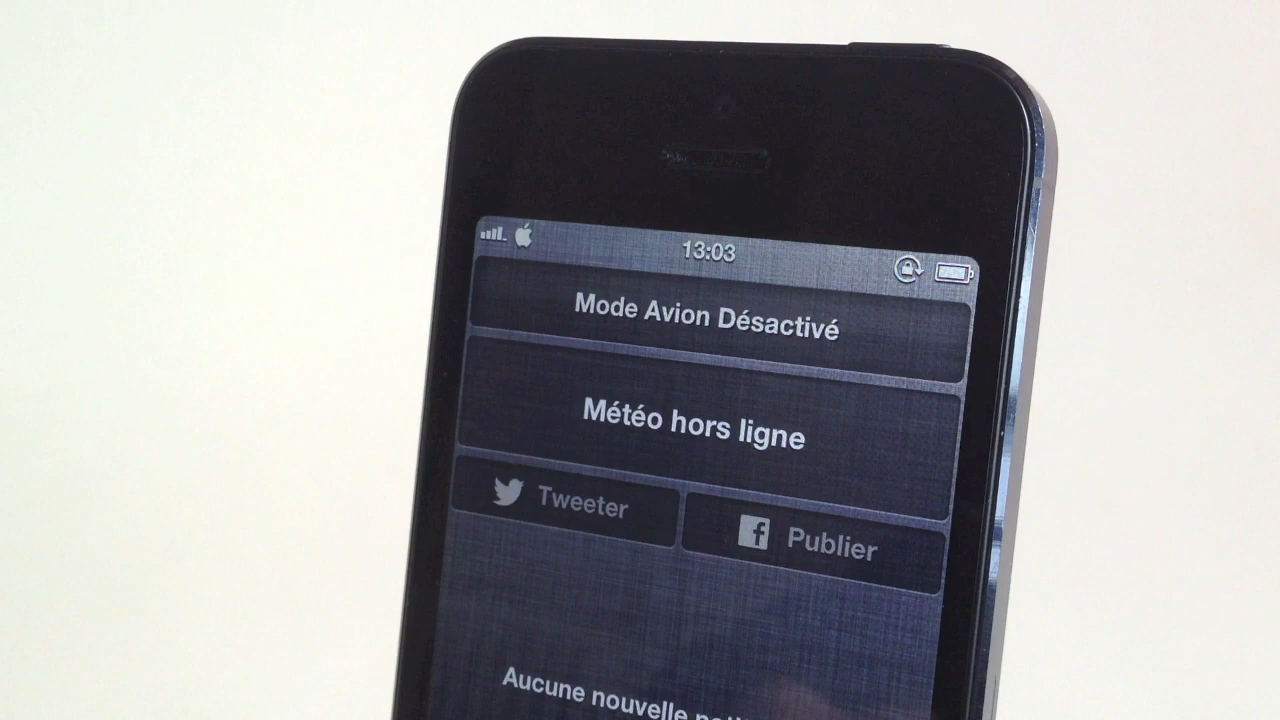 13:03
Mode Avion Désactivé
Météo hors ligne
Tweeter
Publier
Aucune nouvelle